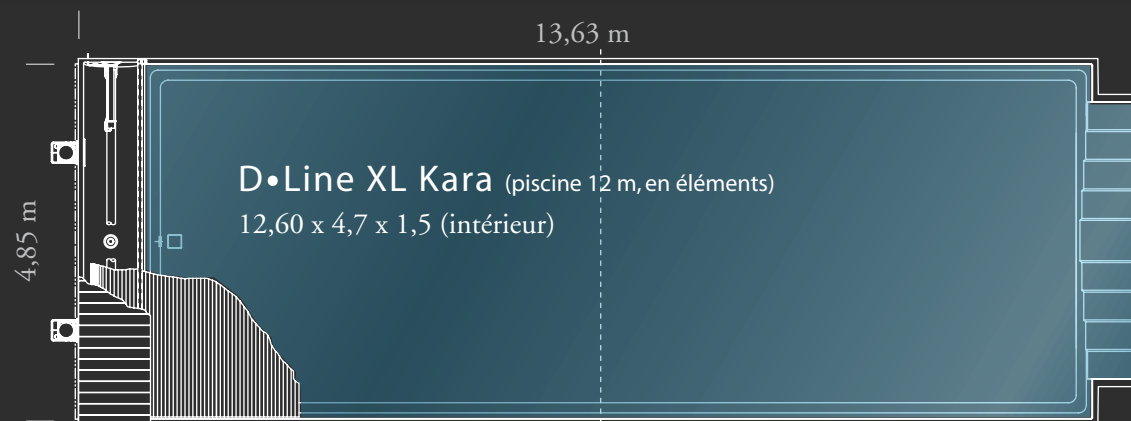 13,63 m
D•Line XL Kara (piscine 12 m, en éléments)
12,60 x 4,7 x 1,5 (intérieur)
4,85 m